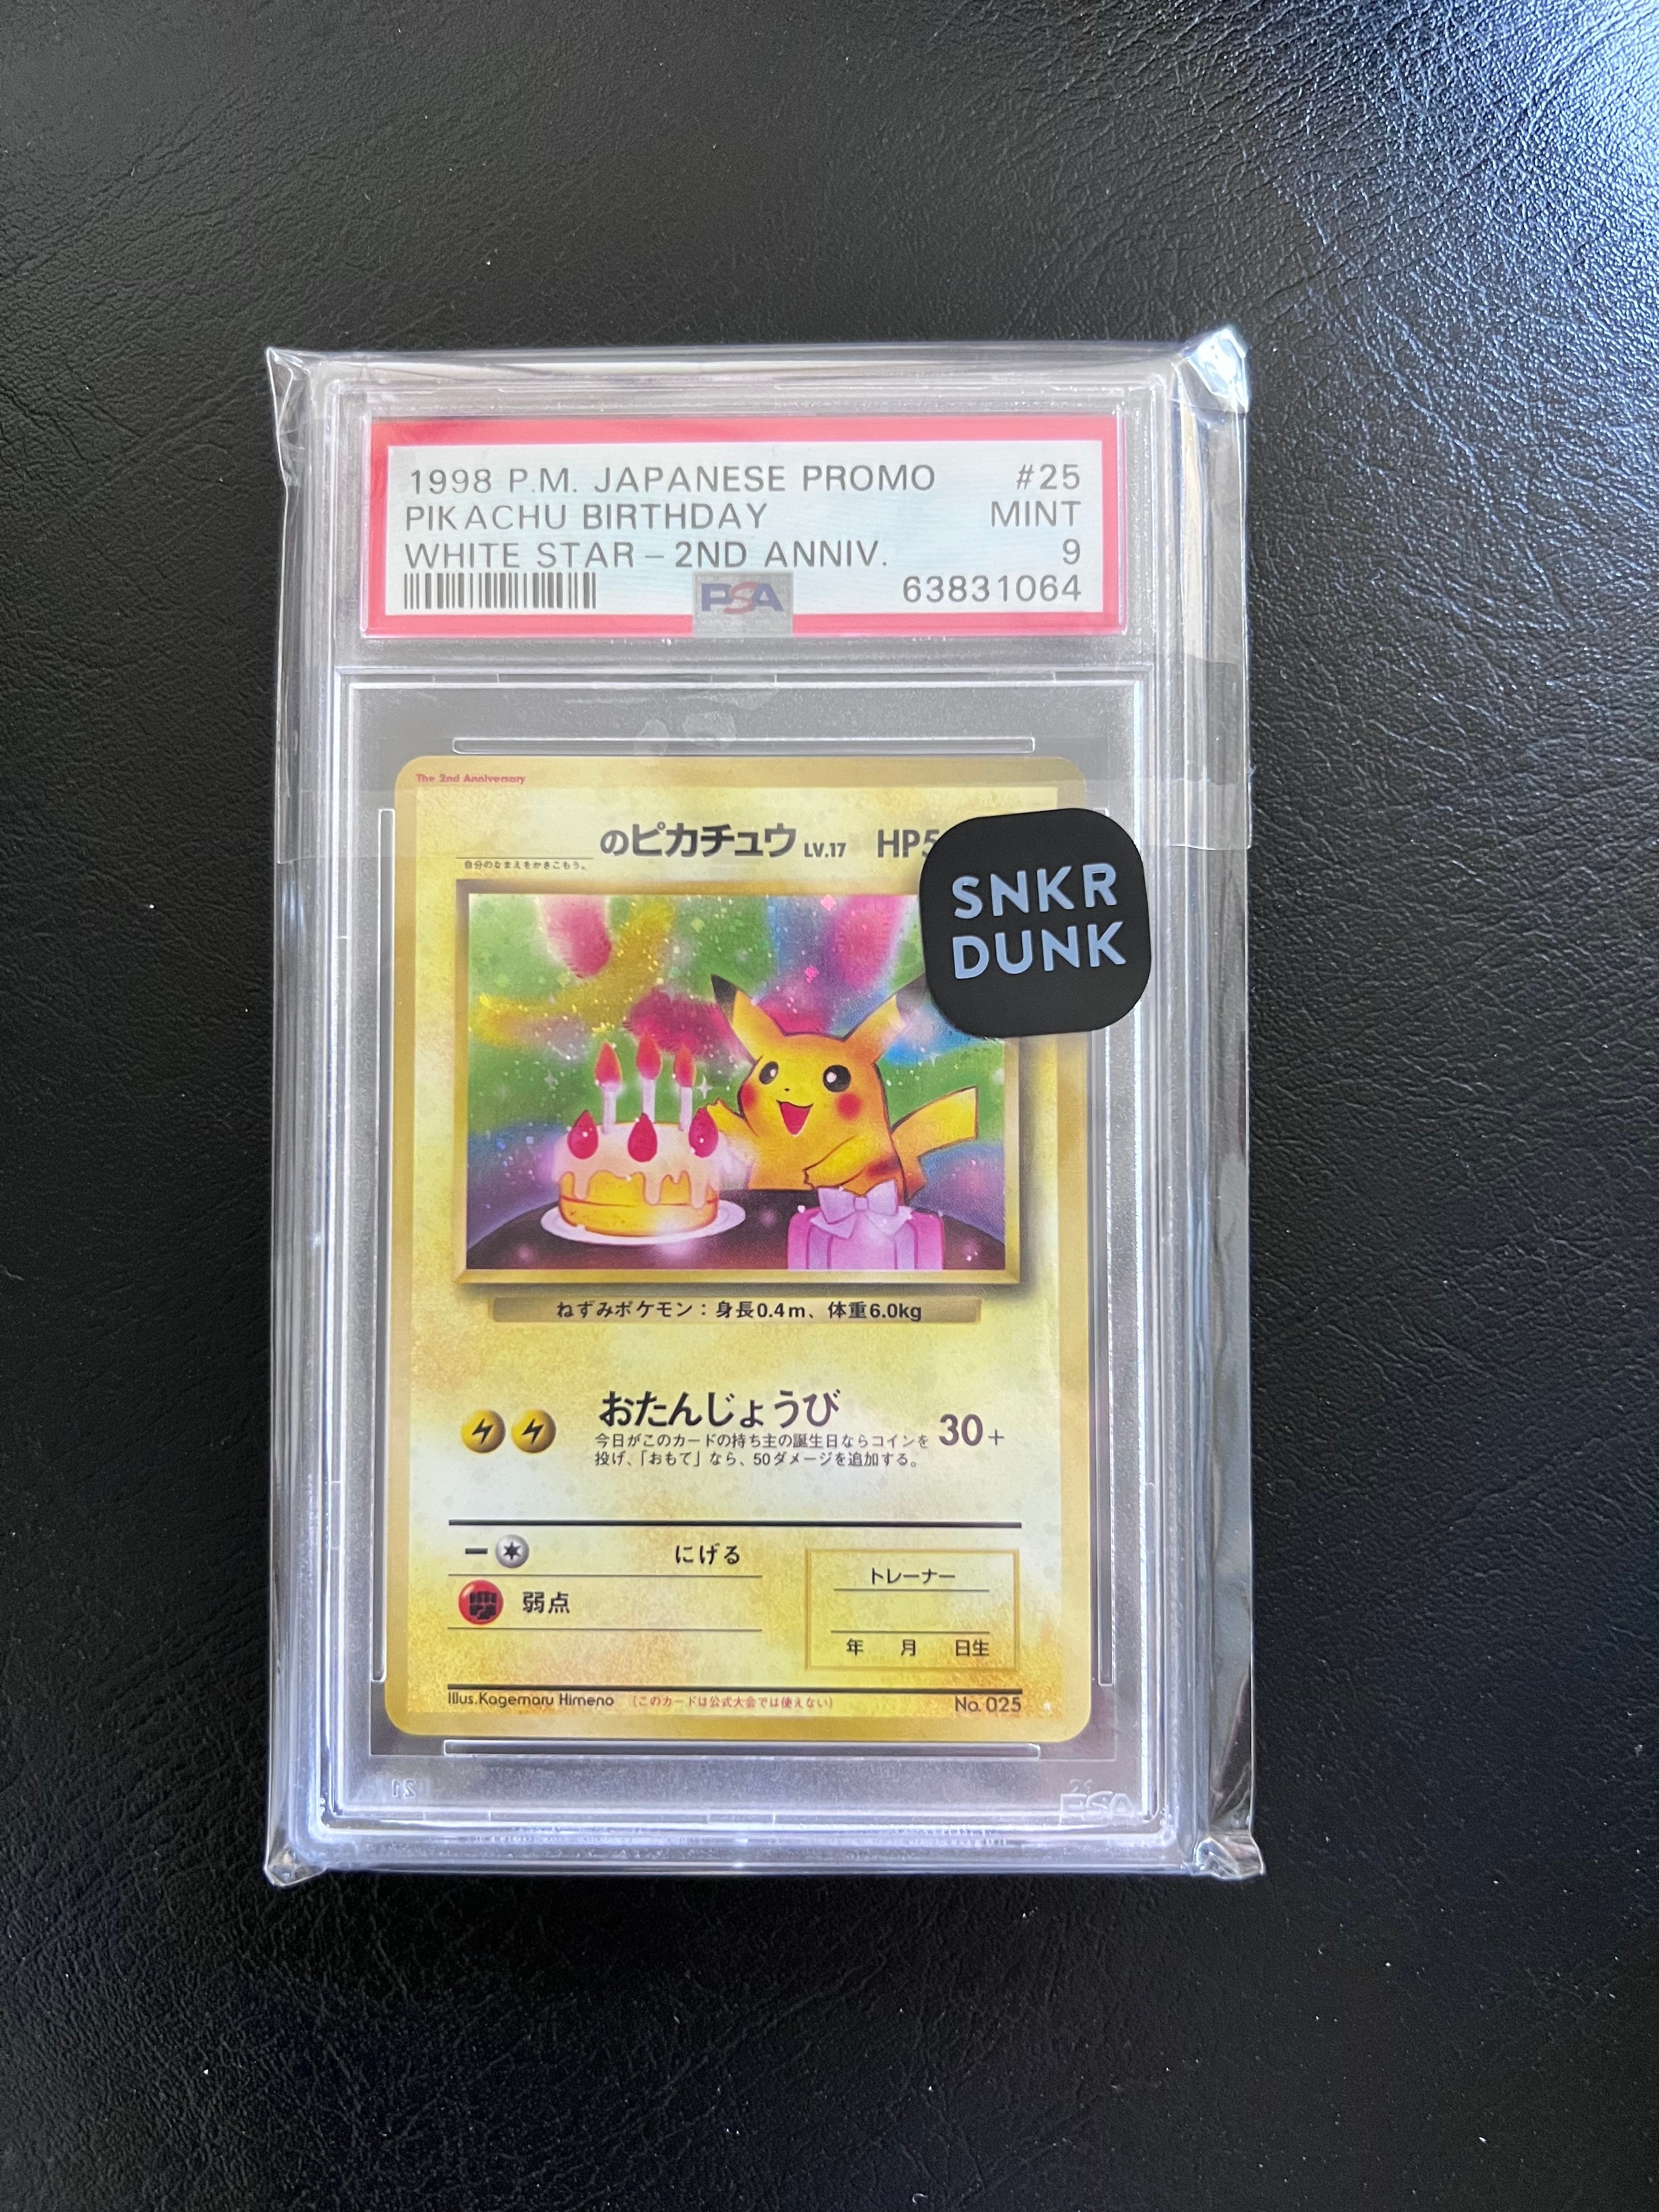 1998 P.M. JAPANESE PROMO #25
PIKACHU BIRTHDAY MINT
WHITE STAR - 2ND ANNIV. 9
PSA 63831064
The 2nd Anniversary
のピカチュウ LV.17 HP5
自分のなまえをかきこもう。
SNKR
DUNK
ねずみポケモン：身長0.4m、体重6.0kg
おたんじょうび 30+
今日がこのカードの持ち主の誕生日ならコインを
投げ、「おもて」なら、50ダメージを追加する。
にげる
弱点
トレーナー
年 月 日生
Illus.Kagemaru Himeno (このカードは公式大会では使えない) No.025
21 PSA